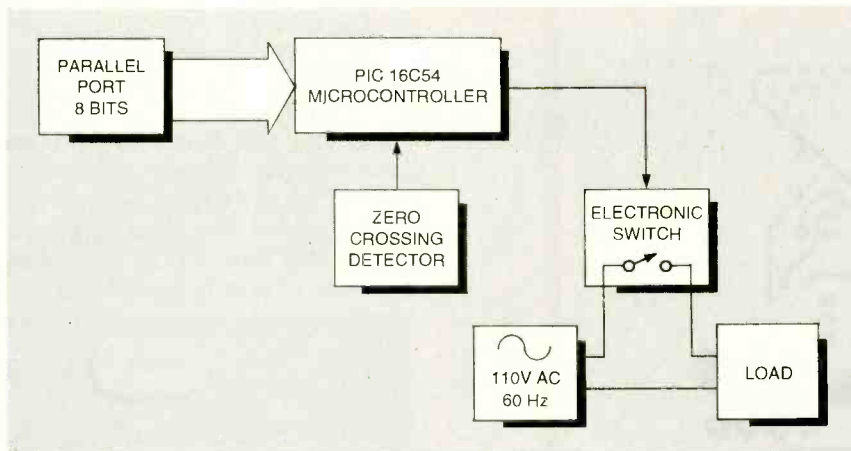 PARALLEL
PORT
8 BITS
PIC 16C54
MICROCONTROLLER
ZERO
CROSSING
DETECTOR
ELECTRONIC
SWITCH
110V AC
60 Hz
LOAD